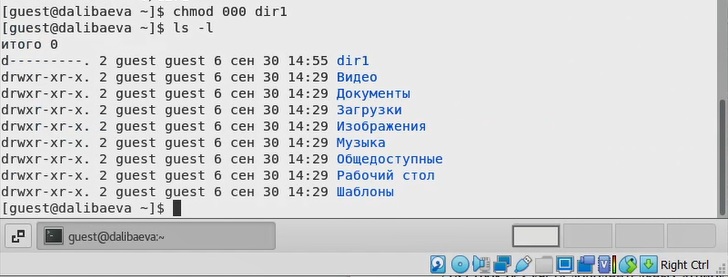 [guest@dalibaeva ~]$ chmod 000 dir1
[guest@dalibaeva ~]$ ls -l
итого 0
d---------. 2 guest guest 6 сен 30 14:55 dir1
drwxr-xr-x. 2 guest guest 6 сен 30 14:29 Видео
drwxr-xr-x. 2 guest guest 6 сен 30 14:29 Документы
drwxr-xr-x. 2 guest guest 6 сен 30 14:29 Загрузки
drwxr-xr-x. 2 guest guest 6 сен 30 14:29 Изображения
drwxr-xr-x. 2 guest guest 6 сен 30 14:29 Музыка
drwxr-xr-x. 2 guest guest 6 сен 30 14:29 Общедоступные
drwxr-xr-x. 2 guest guest 6 сен 30 14:29 Рабочий стол
drwxr-xr-x. 2 guest guest 6 сен 30 14:29 Шаблоны
[guest@dalibaeva ~]$
guest@dalibaeva:~
Right Ctrl